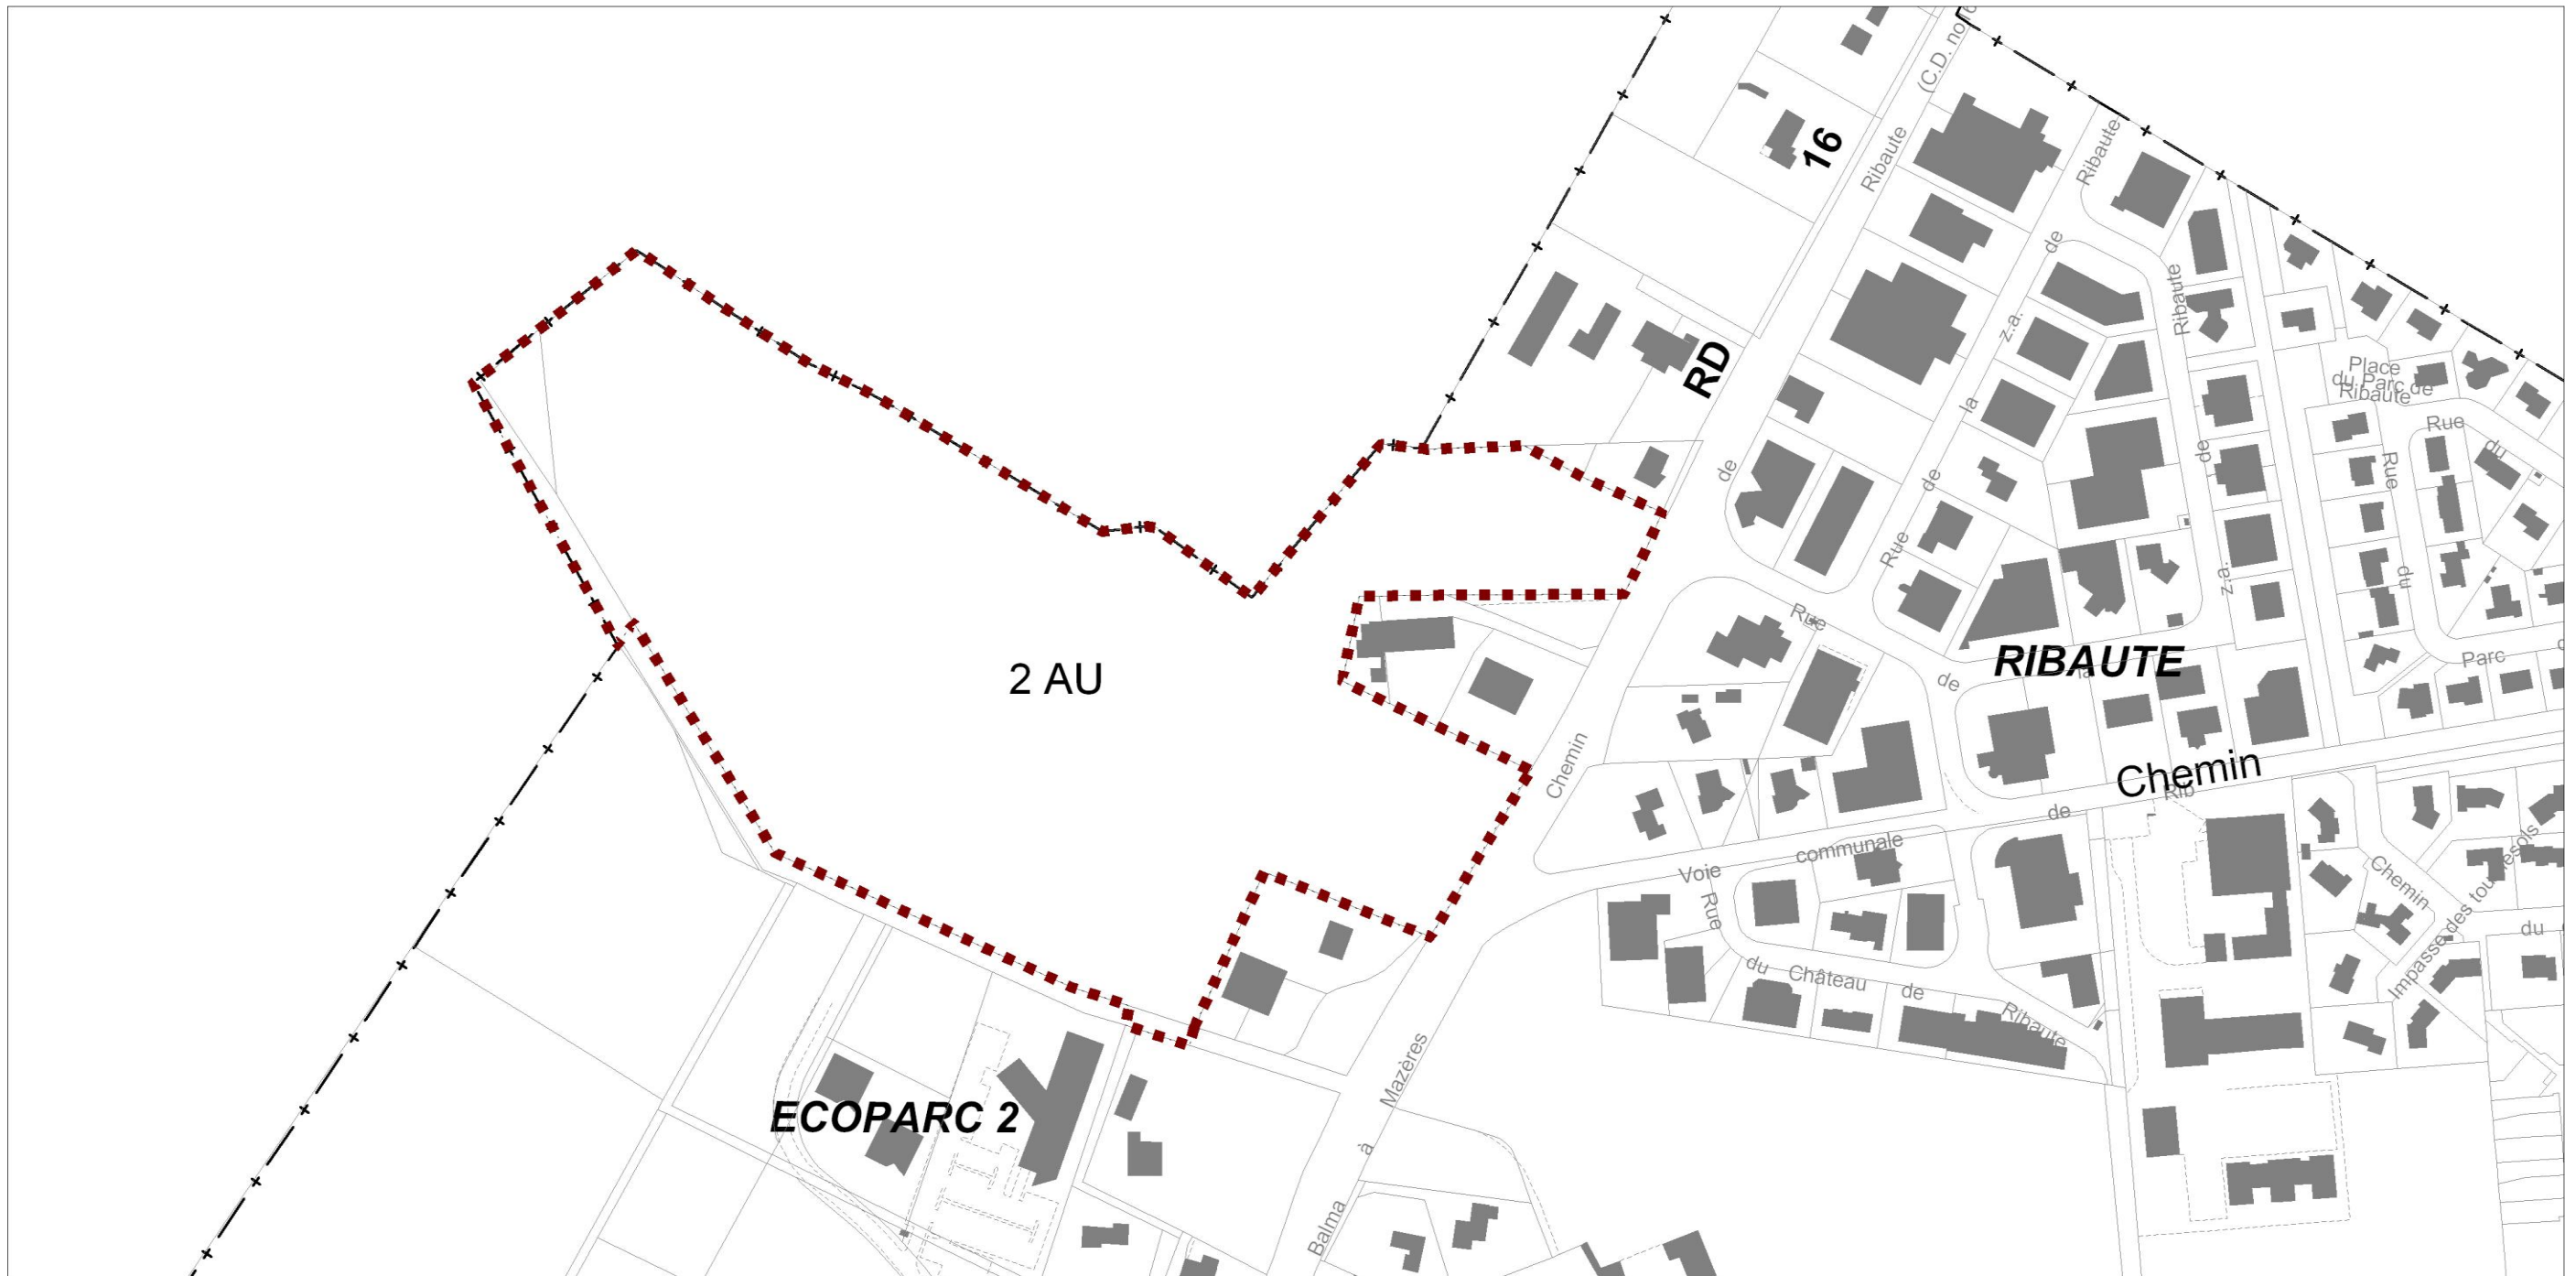 (C.D. no16
Ribaute
16
Ribaute
de
Ribaute
z.a.
RD
Place
du Parc de
Ribaute
Rue
du
la
de
de
de
Rue
du
Rue
z.a.
Rue
de
RIBAUTE
la
Parc
2 AU
Chemin
Chemin
Rib
de
communale
Voie
Rue
Chemin
Impasse des tournesols
du
du Château de
Ribaute
Mazères
à
Balma
ECOPARC 2